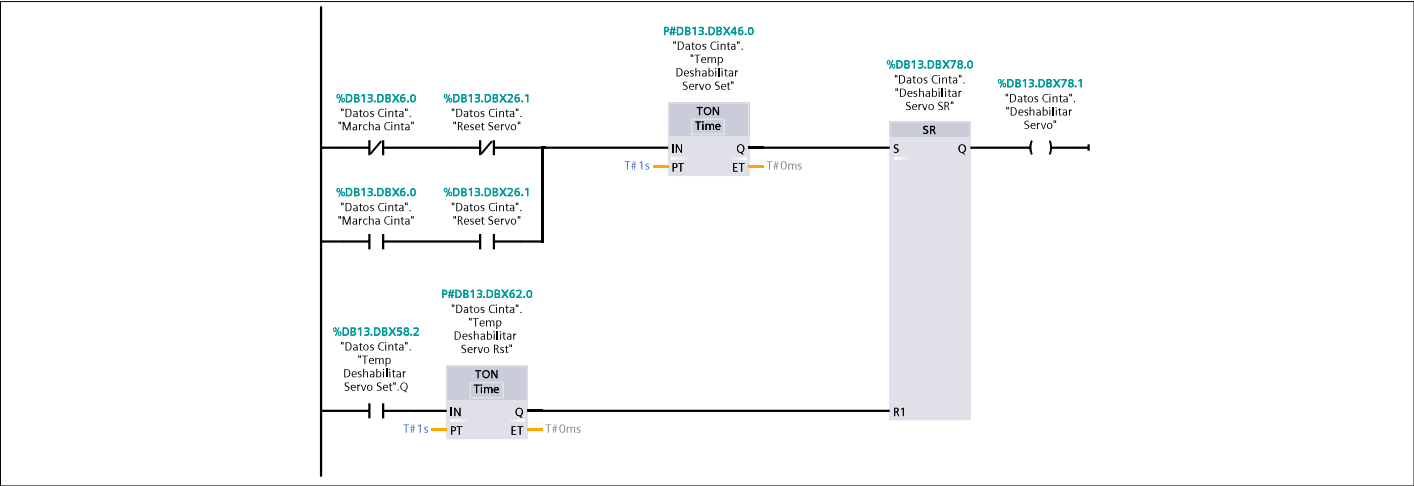 P#DB13.DBX46.0
"Datos Cinta".
"Temp
Deshabilitar
Servo Set"
%DB13.DBX78.0
"Datos Cinta".
"Deshabilitar
Servo SR"
%DB13.DBX78.1
"Datos Cinta".
"Deshabilitar
Servo"
%DB13.DBX6.0
"Datos Cinta".
"Marcha Cinta"
%DB13.DBX26.1
"Datos Cinta".
"Reset Servo"
TON
Time
IN
Q
T#1s
PT
ET
T#0ms
SR
S
Q
%DB13.DBX6.0
"Datos Cinta".
"Marcha Cinta"
%DB13.DBX26.1
"Datos Cinta".
"Reset Servo"
P#DB13.DBX62.0
"Datos Cinta".
"Temp
Deshabilitar
Servo Rst"
%DB13.DBX58.2
"Datos Cinta".
"Temp
Deshabilitar
Servo Set".Q
TON
Time
IN
Q
T#1s
PT
ET
T#0ms
R1